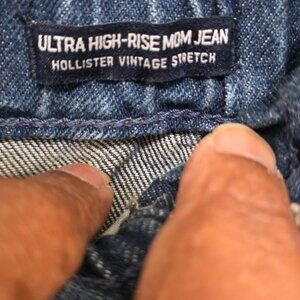 ULTRA HIGH-RISE MOM JEAN
HOLLISTER VINTAGE STRETCH